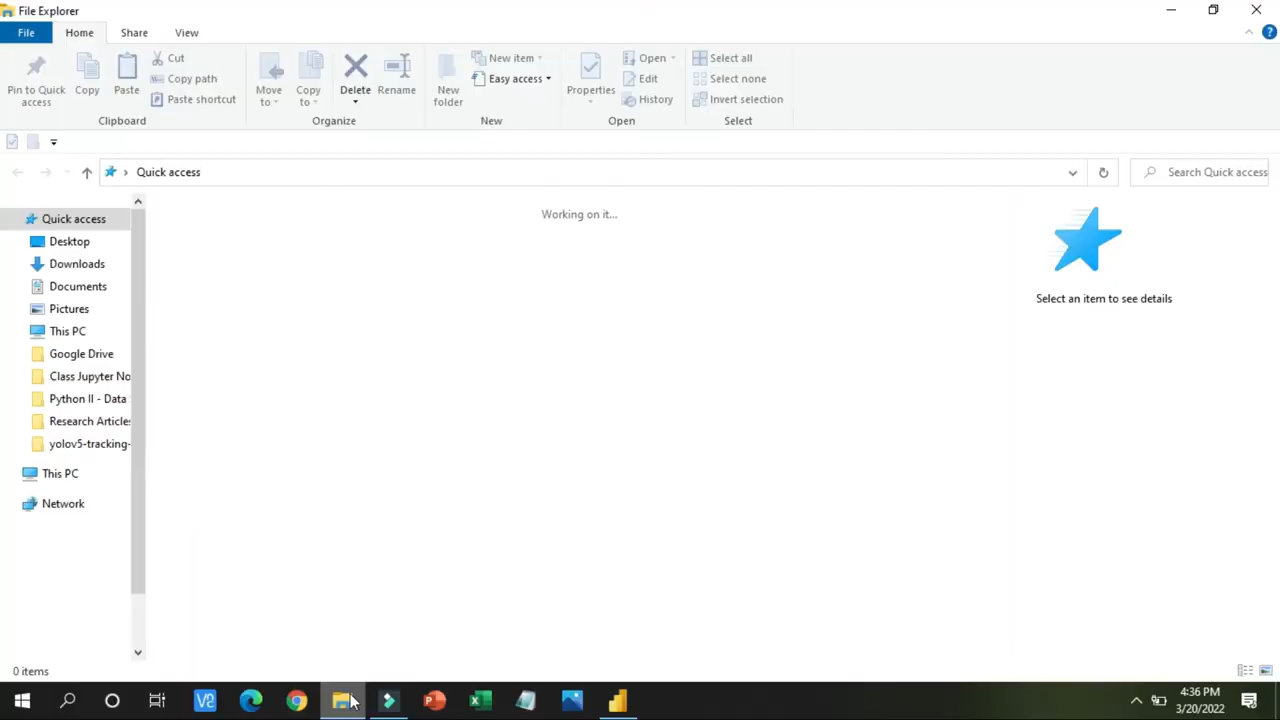 File Explorer
File Home Share View
Pin to Quick access
Copy
Paste
Cut
Copy path
Paste shortcut
Clipboard
Move to
Copy to
Delete
Rename
Organize
New folder
New item
Easy access
New
Properties
Open
Edit
History
Open
Select all
Select none
Invert selection
Select
Quick access
Search Quick access
Quick access
Desktop
Downloads
Documents
Pictures
This PC
Google Drive
Class Jupyter No
Python II - Data
Research Articles
yolov5-tracking-
This PC
Network
Working on it...
Select an item to see details
0 items
4:36 PM
3/20/2022